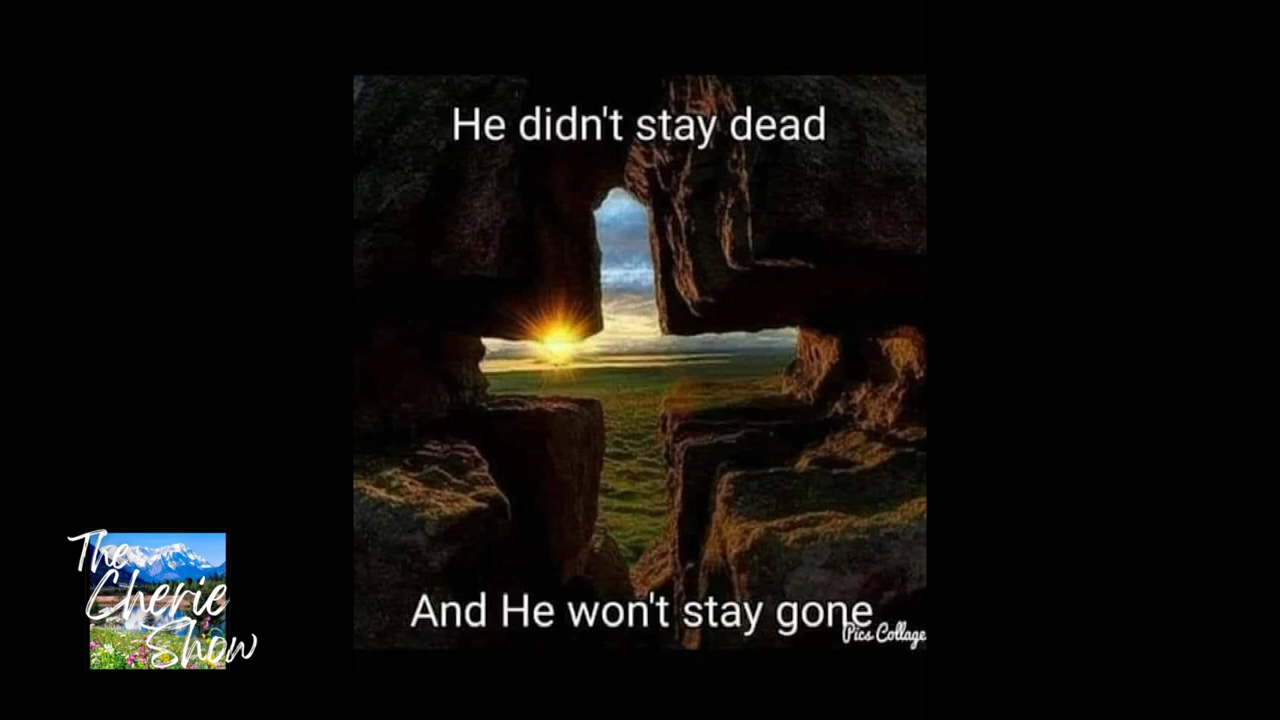 He didn't stay dead
And He won't stay gone
Pics Collage
The
Cherie
Show